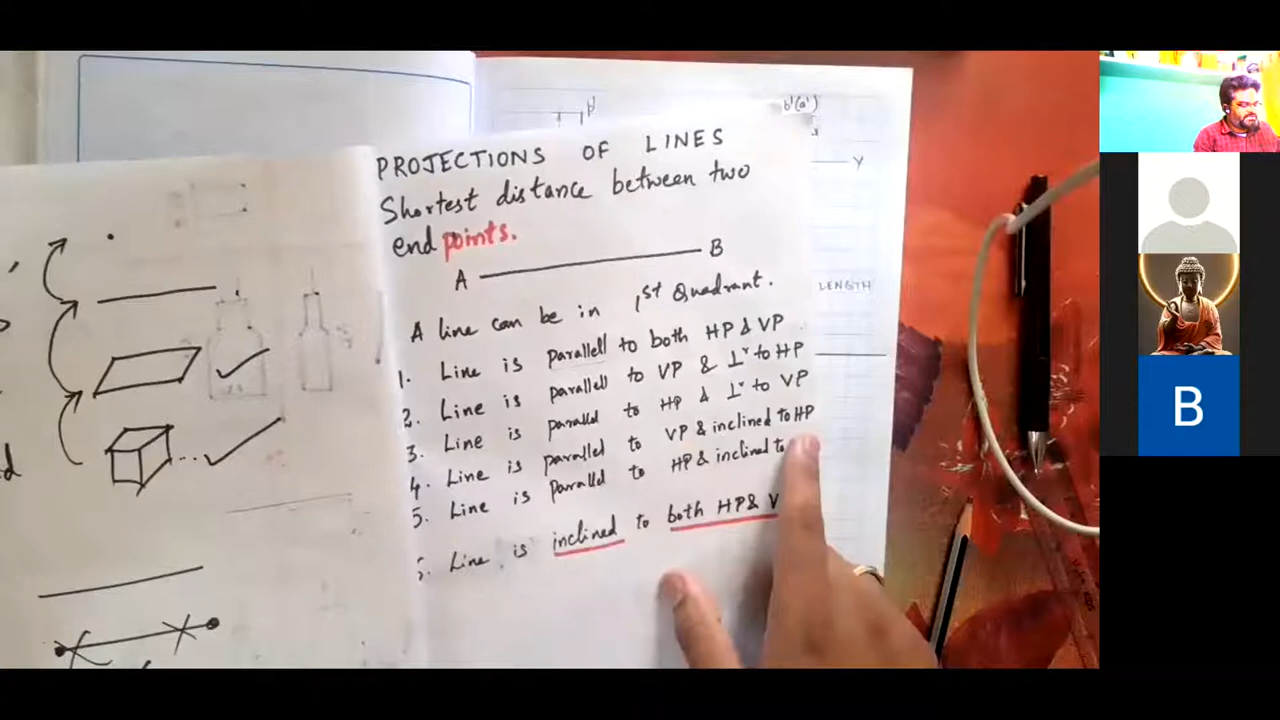 b'
b'(a')
Y
LENGTH
PROJECTIONS OF LINES
Shortest distance between two
end points.
A B
A line can be in 1st Quadrant.
1. Line is parallell to both HP & VP
2. Line is parallell to VP & ⊥r to HP
3. Line is parallel to HP & ⊥r to VP
4. Line is parallell to VP & inclined to HP
5. Line is parallel to HP & inclined to
Line is inclined to both HP & V
B